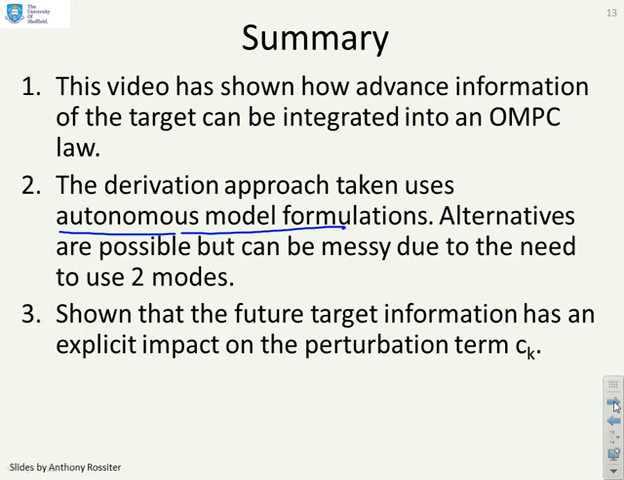 The
University
Of
Sheffield.
13
Summary
1. This video has shown how advance information
of the target can be integrated into an OMPC
law.
2. The derivation approach taken uses
autonomous model formulations. Alternatives
are possible but can be messy due to the need
to use 2 modes.
3. Shown that the future target information has an
explicit impact on the perturbation term ck.
Slides by Anthony Rossiter